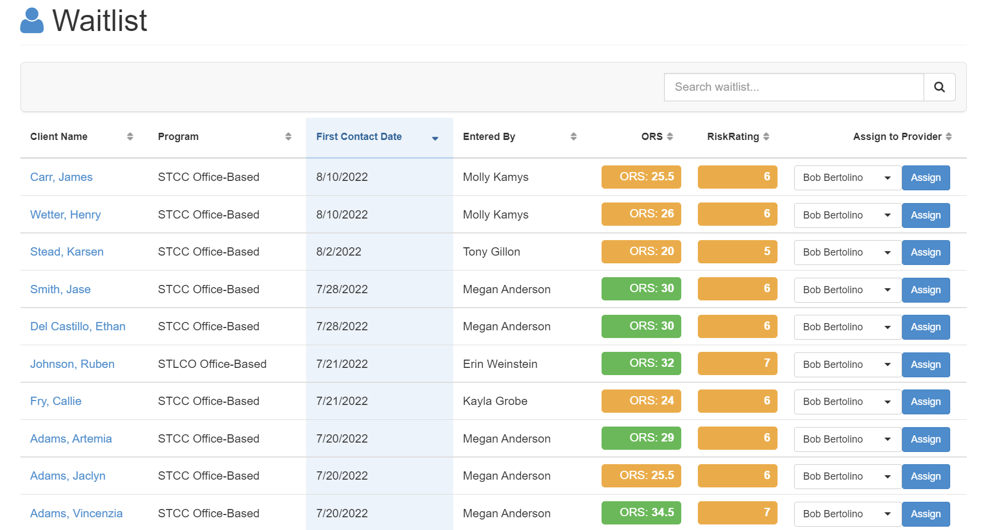 Waitlist
Search waitlist...
Client Name Program First Contact Date Entered By ORS RiskRating Assign to Provider
Carr, James STCC Office-Based 8/10/2022 Molly Kamys ORS: 25.5 6 Bob Bertolino Assign
Wetter, Henry STCC Office-Based 8/10/2022 Molly Kamys ORS: 26 6 Bob Bertolino Assign
Stead, Karsen STCC Office-Based 8/2/2022 Tony Gillon ORS: 20 5 Bob Bertolino Assign
Smith, Jase STCC Office-Based 7/28/2022 Megan Anderson ORS: 30 6 Bob Bertolino Assign
Del Castillo, Ethan STCC Office-Based 7/28/2022 Megan Anderson ORS: 30 6 Bob Bertolino Assign
Johnson, Ruben STLCO Office-Based 7/21/2022 Erin Weinstein ORS: 32 7 Bob Bertolino Assign
Fry, Callie STCC Office-Based 7/21/2022 Kayla Grobe ORS: 24 6 Bob Bertolino Assign
Adams, Artemia STCC Office-Based 7/20/2022 Megan Anderson ORS: 29 6 Bob Bertolino Assign
Adams, Jaclyn STCC Office-Based 7/20/2022 Megan Anderson ORS: 25.5 6 Bob Bertolino Assign
Adams, Vincenzia STCC Office-Based 7/20/2022 Megan Anderson ORS: 34.5 7 Bob Bertolino Assign